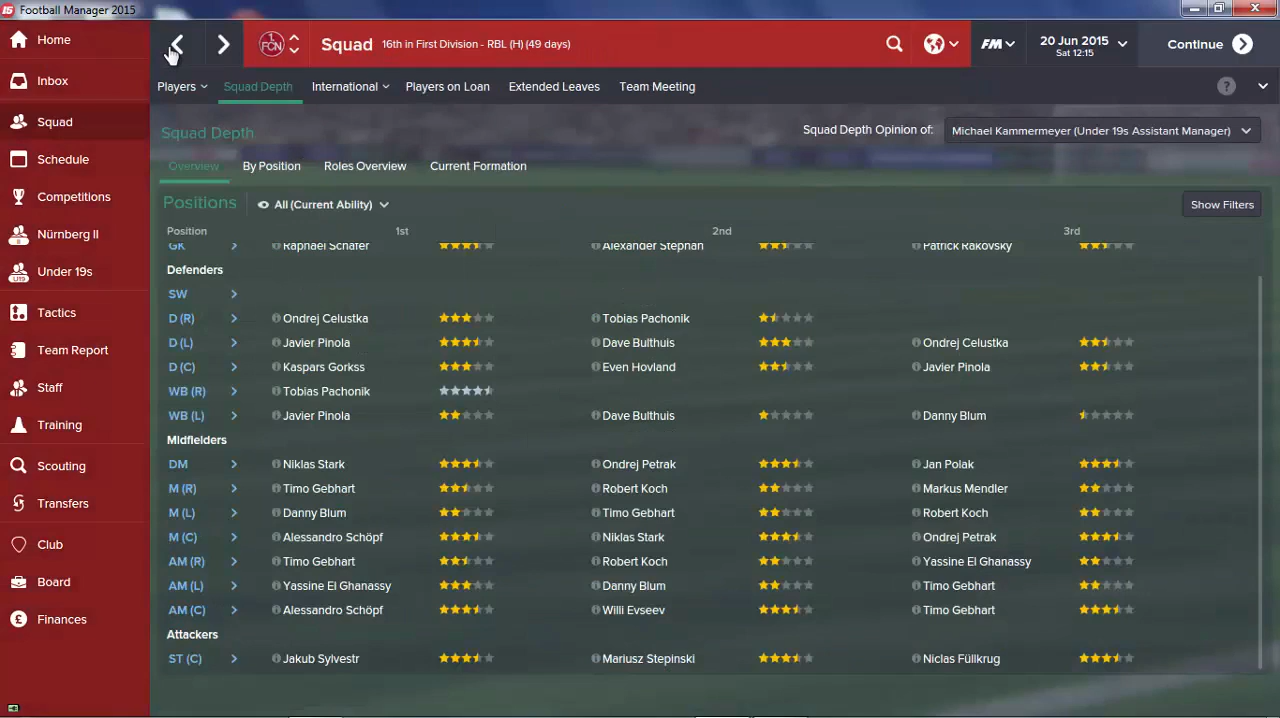 Football Manager 2015
Home
Squad 16th in First Division - RBL (H) (49 days)
FM
20 Jun 2015
Sat 12:15
Continue
Inbox
Players Squad Depth International Players on Loan Extended Leaves Team Meeting
Squad
Squad Depth
Squad Depth Opinion of: Michael Kammermeyer (Under 19s Assistant Manager)
Schedule
Overview By Position Roles Overview Current Formation
Competitions
Positions All (Current Ability) Show Filters
Nürnberg II
Position 1st 2nd 3rd
GK Raphael Schäfer Alexander Stephan Patrick Rakovsky
Under 19s
Defenders
SW
Tactics
D (R) Ondrej Celustka Tobias Pachonik
D (L) Javier Pinola Dave Bulthuis Ondrej Celustka
Team Report
D (C) Kaspars Gorkss Even Hovland Javier Pinola
Staff
WB (R) Tobias Pachonik
WB (L) Javier Pinola Dave Bulthuis Danny Blum
Training
Midfielders
Scouting
DM Niklas Stark Ondrej Petrak Jan Polak
M (R) Timo Gebhart Robert Koch Markus Mendler
Transfers
M (L) Danny Blum Timo Gebhart Robert Koch
M (C) Alessandro Schöpf Niklas Stark Ondrej Petrak
Club
AM (R) Timo Gebhart Robert Koch Yassine El Ghanassy
Board
AM (L) Yassine El Ghanassy Danny Blum Timo Gebhart
AM (C) Alessandro Schöpf Willi Evseev Timo Gebhart
Finances
Attackers
ST (C) Jakub Sylvestr Mariusz Stepinski Niclas Füllkrug